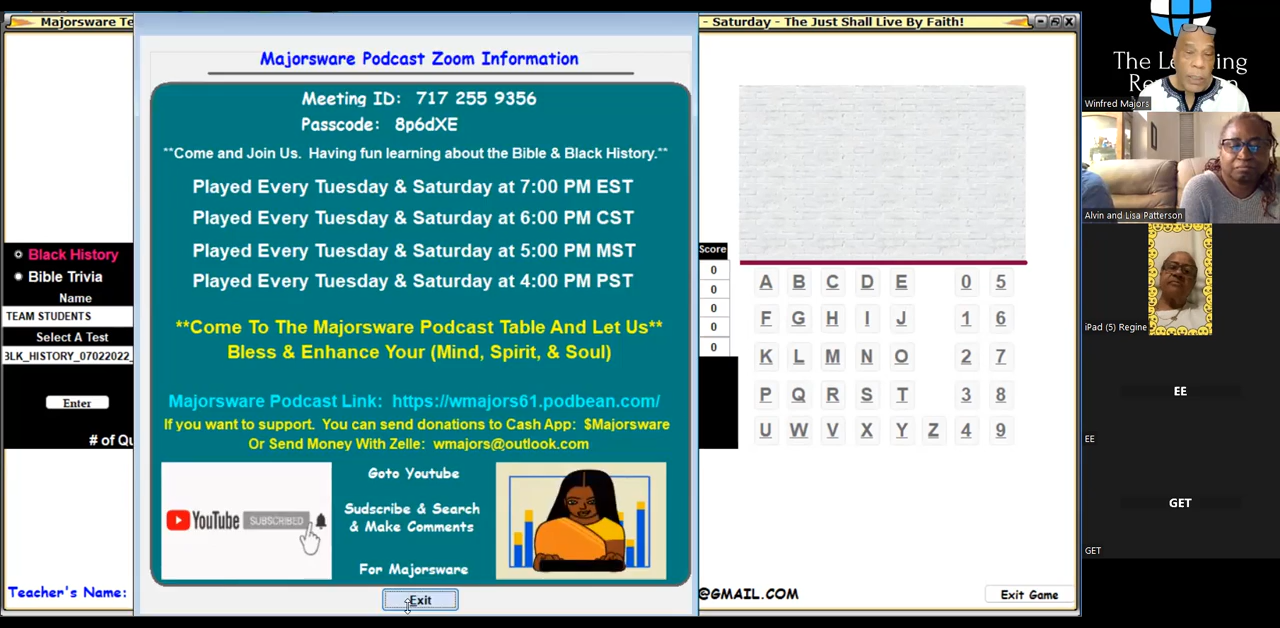 Majorsware Te
- Saturday - The Just Shall Live By Faith!
Majorsware Podcast Zoom Information
Meeting ID: 717 255 9356
Passcode: 8p6dXE
**Come and Join Us. Having fun learning about the Bible & Black History.**
Played Every Tuesday & Saturday at 7:00 PM EST
Played Every Tuesday & Saturday at 6:00 PM CST
Played Every Tuesday & Saturday at 5:00 PM MST
Played Every Tuesday & Saturday at 4:00 PM PST
**Come To The Majorsware Podcast Table And Let Us**
Bless & Enhance Your (Mind, Spirit, & Soul)
Majorsware Podcast Link: https://wmajors61.podbean.com/
If you want to support. You can send donations to Cash App: $Majorsware
Or Send Money With Zelle: wmajors@outlook.com
YouTube SUBSCRIBED
Goto Youtube
Sudscribe & Search
& Make Comments
For Majorsware
Exit
Black History
Bible Trivia
Name
TEAM STUDENTS
Select A Test
3LK_HISTORY_07022022_
Enter
# of Qu
Teacher's Name:
Score
0
0
0
0
0
A B C D E 0 5
F G H I J 1 6
K L M N O 2 7
P Q R S T 3 8
U W V X Y Z 4 9
@GMAIL.COM
Exit Game
The Le ing
Re
Winfred Majors
Alvin and Lisa Patterson
iPad (5) Regine
EE
EE
GET
GET